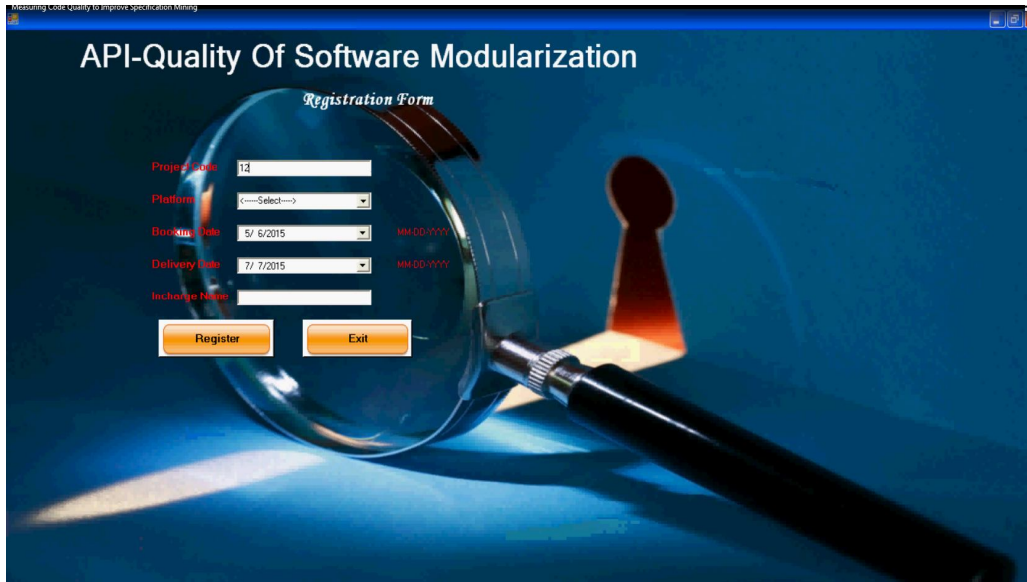 Measuring Code Quality to Improve Specification Mining
API-Quality Of Software Modularization
Registration Form
Project Code 12
Platform <-----Select----->
Booking Date 5/ 6/2015 MM-DD-YYYY
Delivery Date 7/ 7/2015 MM-DD-YYYY
Incharge Name
Register Exit